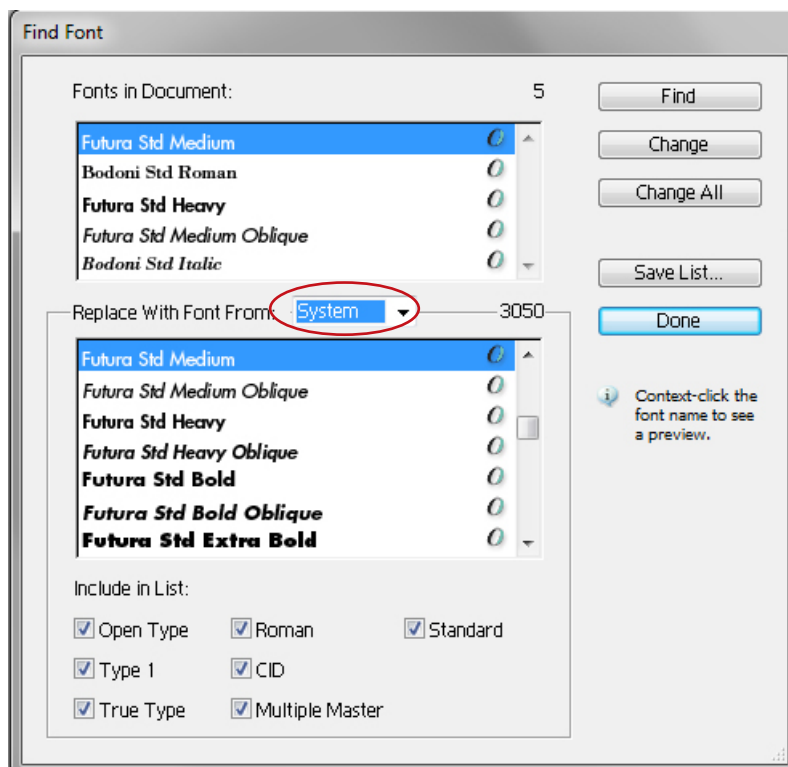 Find Font
Fonts in Document: 5
Futura Std Medium
Bodoni Std Roman
Futura Std Heavy
Futura Std Medium Oblique
Bodoni Std Italic
Replace With Font From: System 3050
Futura Std Medium
Futura Std Medium Oblique
Futura Std Heavy
Futura Std Heavy Oblique
Futura Std Bold
Futura Std Bold Oblique
Futura Std Extra Bold
Include in List:
Open Type Roman Standard
Type 1 CID
True Type Multiple Master
Find
Change
Change All
Save List...
Done
Context-click the
font name to see
a preview.